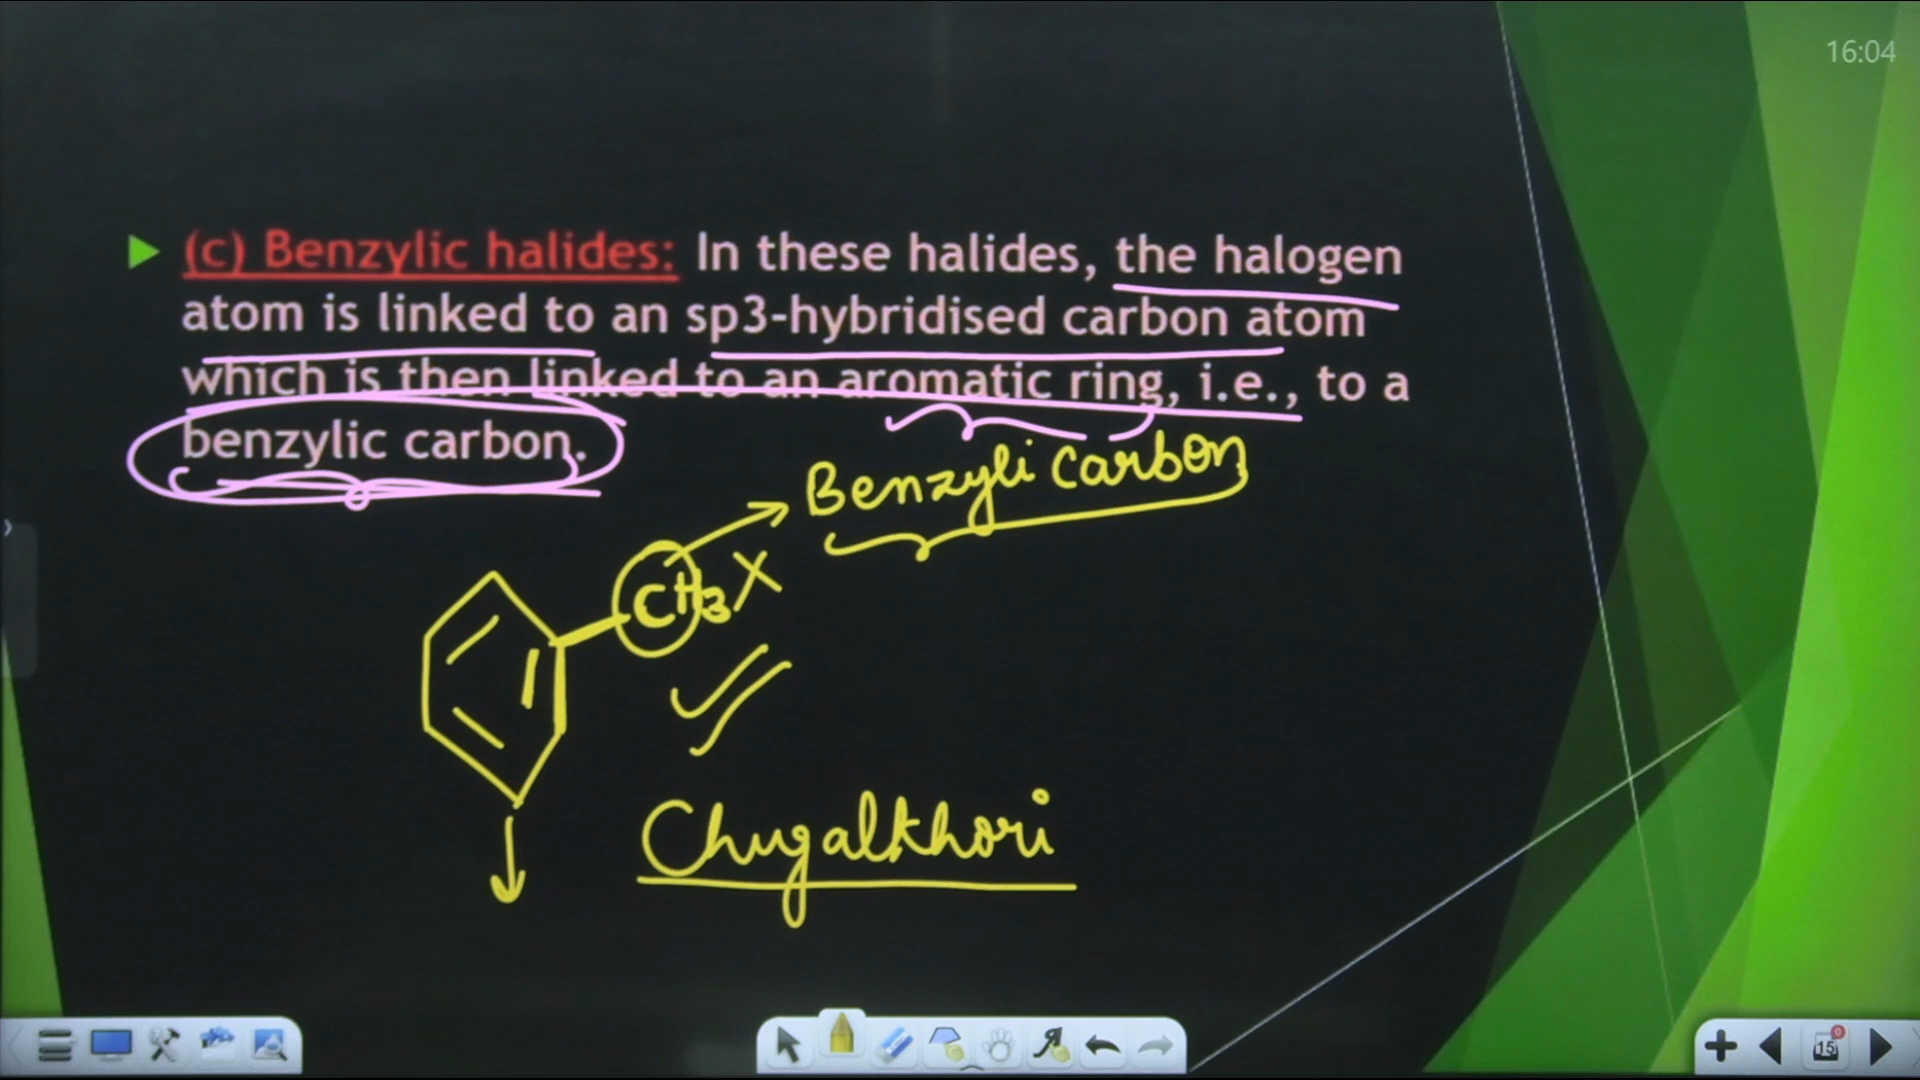 16:04
(c) Benzylic halides: In these halides, the halogen
atom is linked to an sp3-hybridised carbon atom
which is then linked to an aromatic ring, i.e., to a
benzylic carbon.
Benzyli Carbon
CH3X
Chugalkhori
15
0